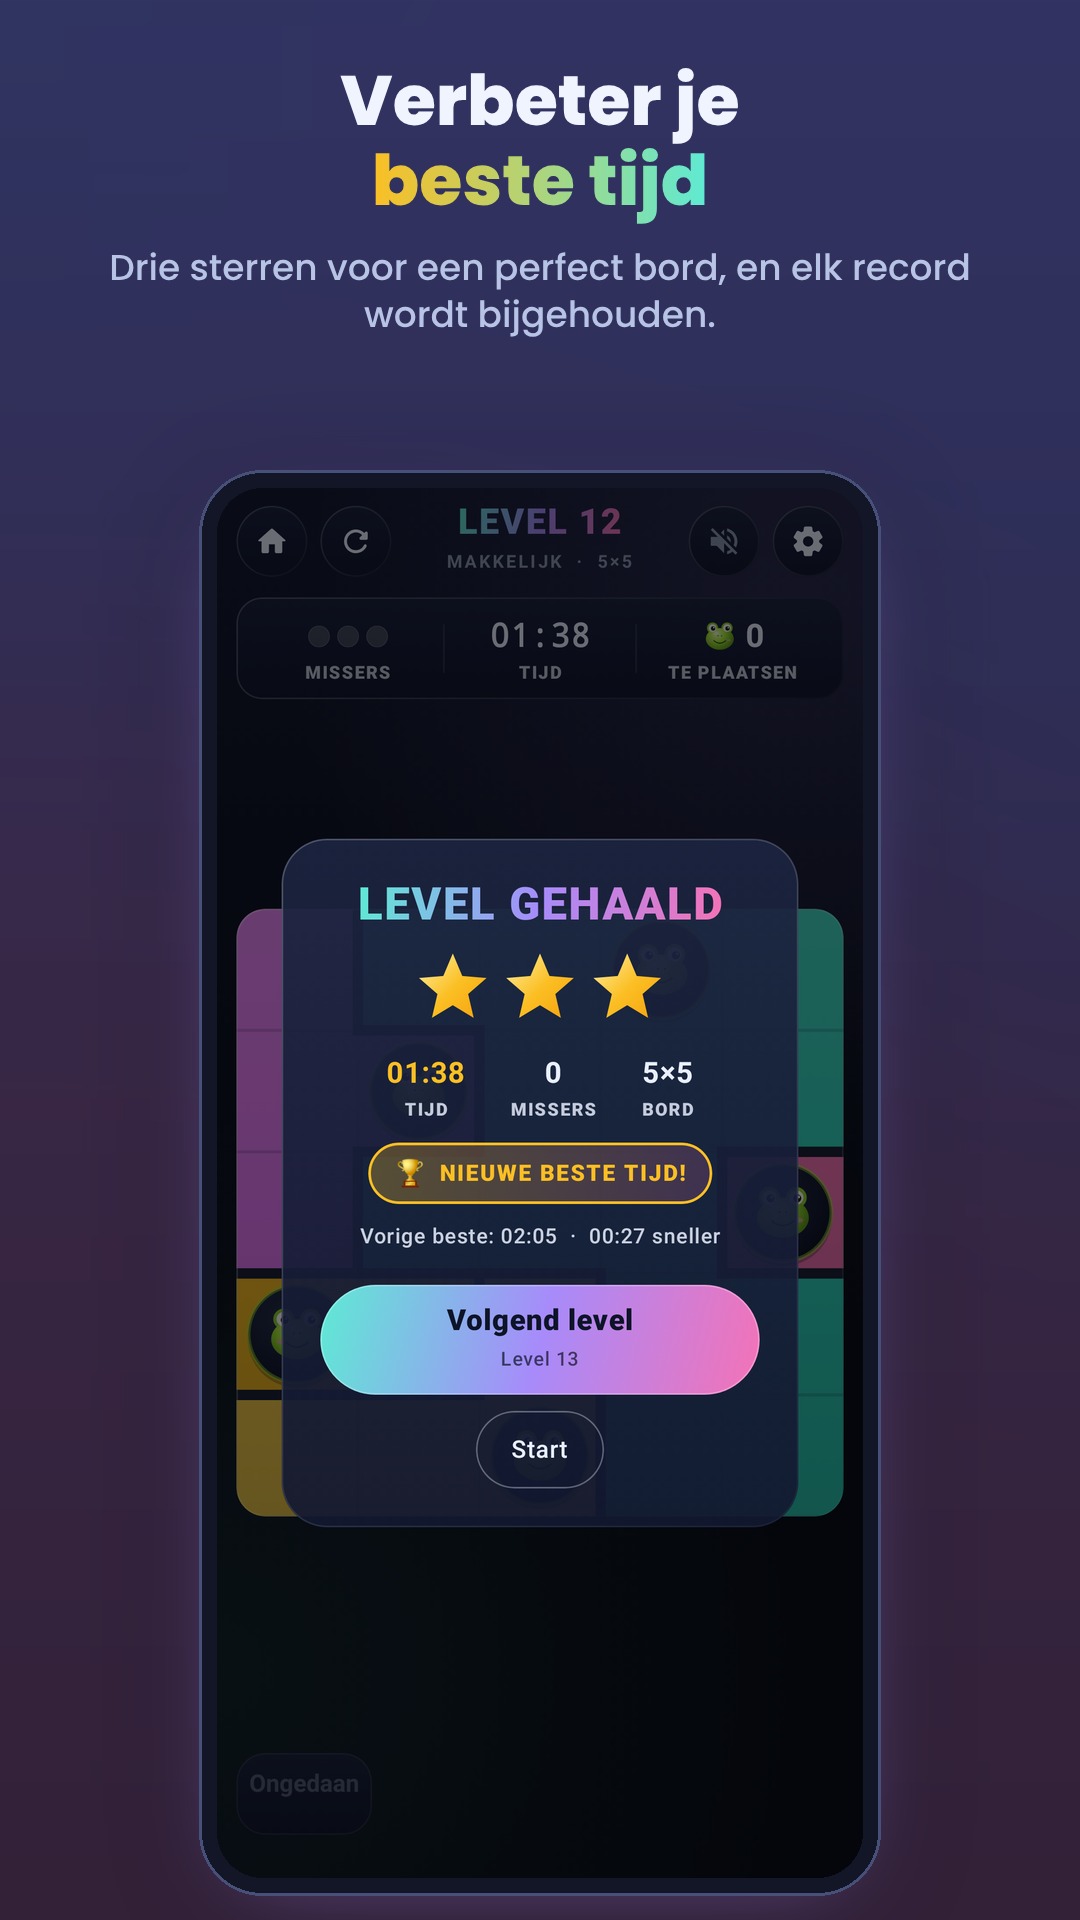 Verbeter je
beste tijd
Drie sterren voor een perfect bord, en elk record
wordt bijgehouden.
LEVEL 12
MAKKELIJK · 5×5
01:38
0
MISSERS
TIJD
TE PLAATSEN
LEVEL GEHAALD
01:38
0
5×5
TIJD
MISSERS
BORD
NIEUWE BESTE TIJD!
Vorige beste: 02:05 · 00:27 sneller
Volgend level
Level 13
Start
Ongedaan